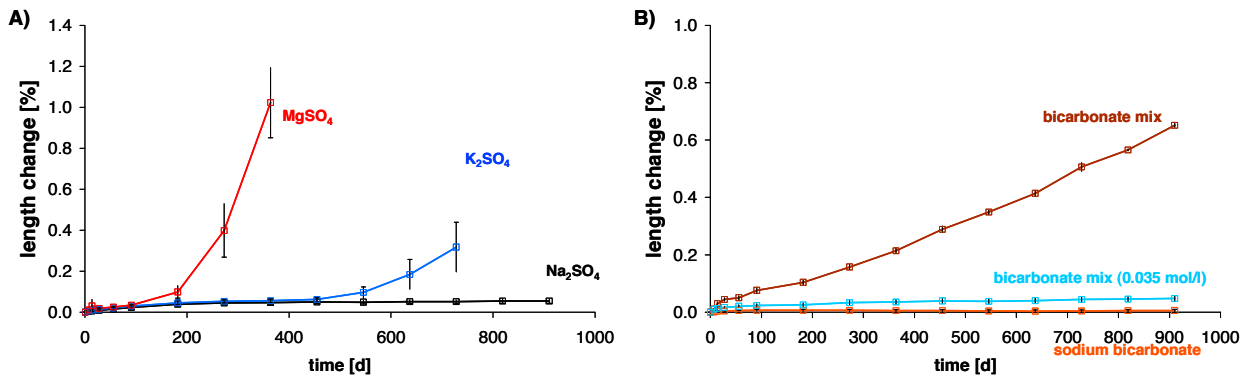 A)
1.4
1.2
1.0
0.8
0.6
0.4
0.2
0.0
length change [%]
0 200 400 600 800 1000
time [d]
MgSO₄
K₂SO₄
Na₂SO₄
B)
1.0
0.8
0.6
0.4
0.2
0.0
length change [%]
0 100 200 300 400 500 600 700 800 900 1000
time [d]
bicarbonate mix
bicarbonate mix (0.035 mol/l)
sodium bicarbonate